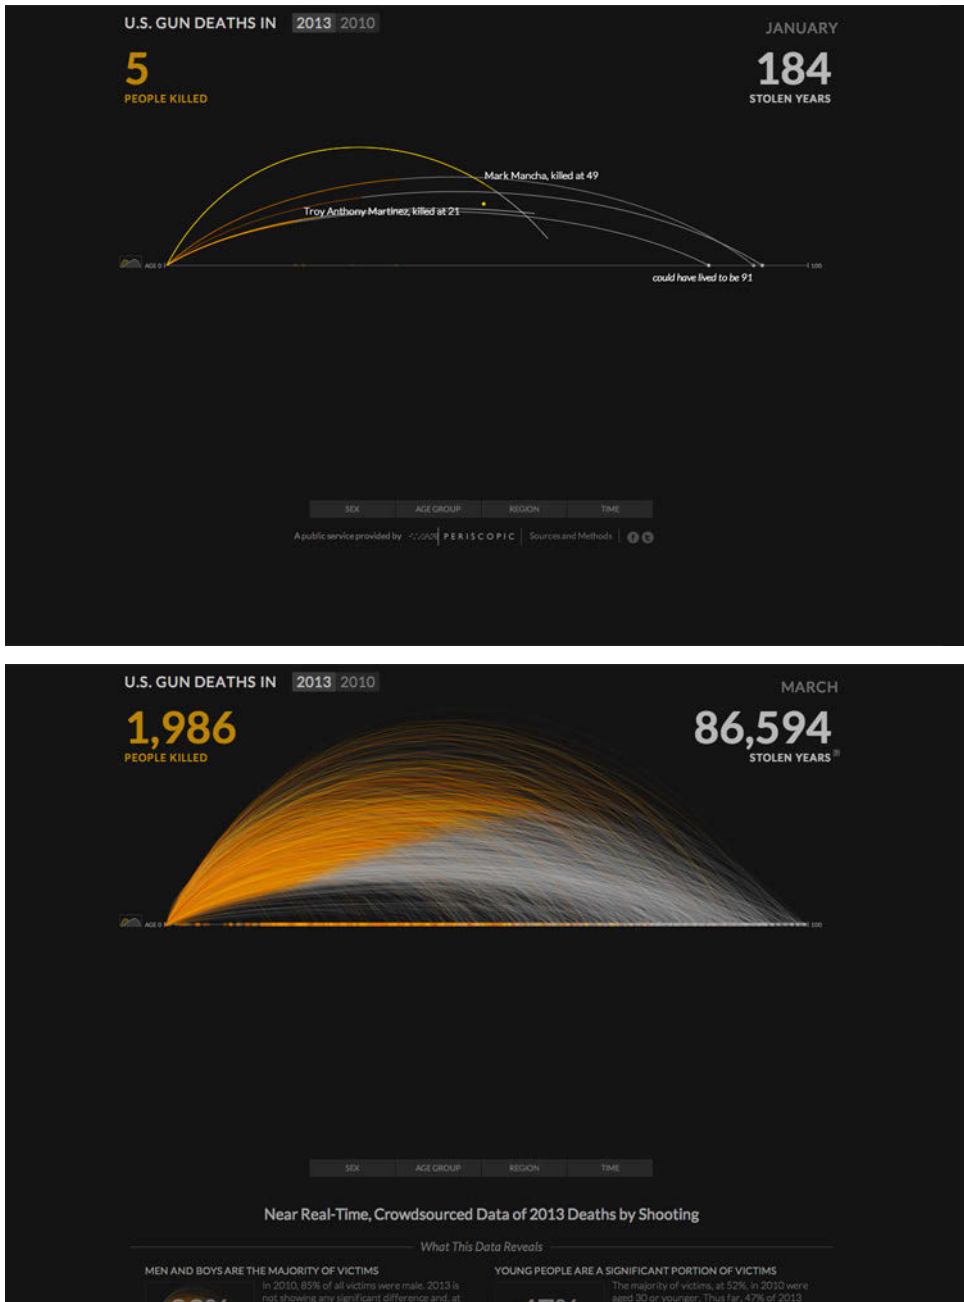 U.S. GUN DEATHS IN 2013 2010
JANUARY
5
PEOPLE KILLED
184
STOLEN YEARS
Mark Mancha, killed at 49
Troy Anthony Martinez, killed at 21
AGE 0
100
could have lived to be 91
SEX AGE GROUP REGION TIME
A public service provided by PERISCOPIC Sources and Methods
U.S. GUN DEATHS IN 2013 2010
MARCH
1,986
PEOPLE KILLED
86,594
STOLEN YEARS
AGE 0
100
SEX AGE GROUP REGION TIME
Near Real-Time, Crowdsourced Data of 2013 Deaths by Shooting
What This Data Reveals
MEN AND BOYS ARE THE MAJORITY OF VICTIMS
In 2010, 85% of all victims were male. 2013 is
not showing any significant difference and, at
YOUNG PEOPLE ARE A SIGNIFICANT PORTION OF VICTIMS
The majority of victims, at 52%, in 2010 were
aged 30 or younger. Thus far, 47% of 2013